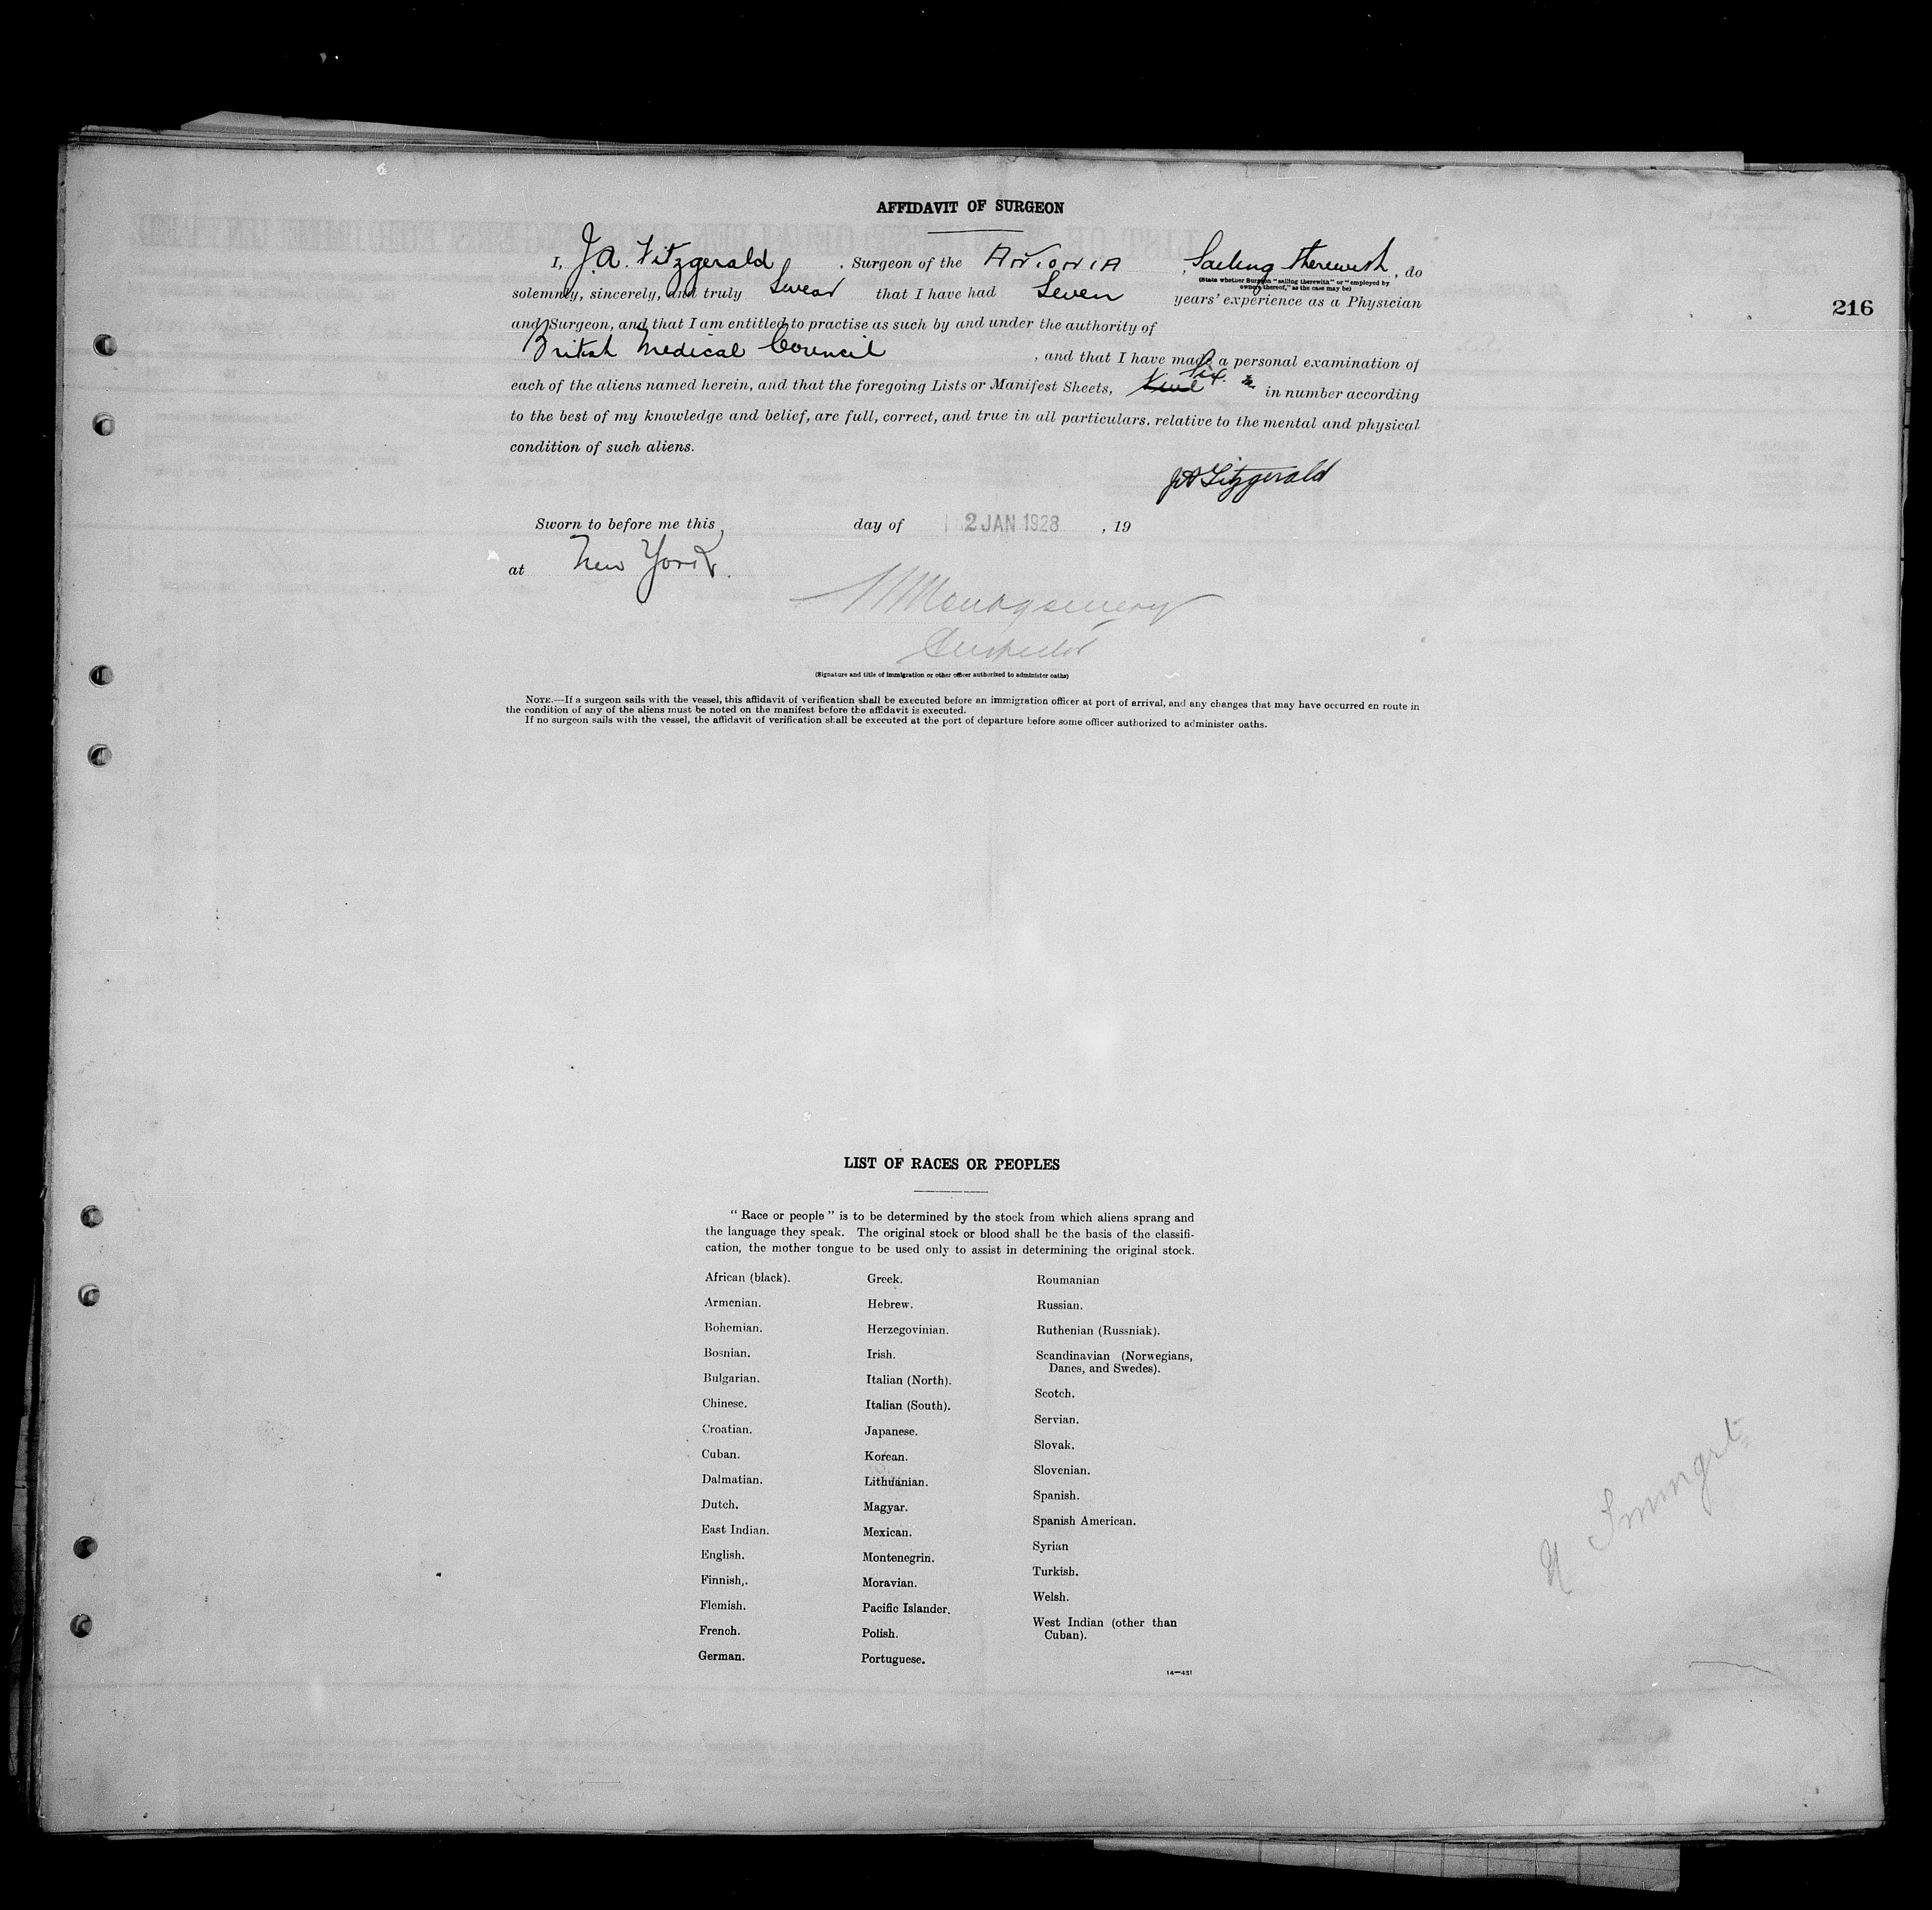 AFFIDAVIT OF SURGEON
I, J.A. Fitzgerald, Surgeon of the Antonia, Sailing therewith, do
(State whether Surgeon "sailing therewith" or "employed by
owners thereof," as the case may be)
solemnly, sincerely, and truly Swear that I have had Seven years' experience as a Physician
216
and Surgeon, and that I am entitled to practise as such by and under the authority of
British Medical Council, and that I have made a personal examination of
each of the aliens named herein, and that the foregoing Lists or Manifest Sheets, Six in number according
to the best of my knowledge and belief, are full, correct, and true in all particulars, relative to the mental and physical
condition of such aliens.
JA Fitzgerald
Sworn to before me this day of 2 JAN 1928, 19
at New York.
Montgomery
Inspector
(Signature and title of immigration or other officer authorized to administer oaths)
NOTE.—If a surgeon sails with the vessel, this affidavit of verification shall be executed before an immigration officer at port of arrival, and any changes that may have occurred en route in
the condition of any of the aliens must be noted on the manifest before the affidavit is executed.
If no surgeon sails with the vessel, the affidavit of verification shall be executed at the port of departure before some officer authorized to administer oaths.
LIST OF RACES OR PEOPLES
"Race or people" is to be determined by the stock from which aliens sprang and
the language they speak. The original stock or blood shall be the basis of the classifi-
cation, the mother tongue to be used only to assist in determining the original stock.
African (black).
Armenian.
Bohemian.
Bosnian.
Bulgarian.
Chinese.
Croatian.
Cuban.
Dalmatian.
Dutch.
East Indian.
English.
Finnish,.
Flemish.
French.
German.
Greek.
Hebrew.
Herzegovinian.
Irish.
Italian (North).
Italian (South).
Japanese.
Korean.
Lithuanian.
Magyar.
Mexican.
Montenegrin.
Moravian.
Pacific Islander.
Polish.
Portuguese.
Roumanian
Russian.
Ruthenian (Russniak).
Scandinavian (Norwegians,
Danes, and Swedes).
Scotch.
Servian.
Slovak.
Slovenian.
Spanish.
Spanish American.
Syrian
Turkish.
Welsh.
West Indian (other than
Cuban).
14—431